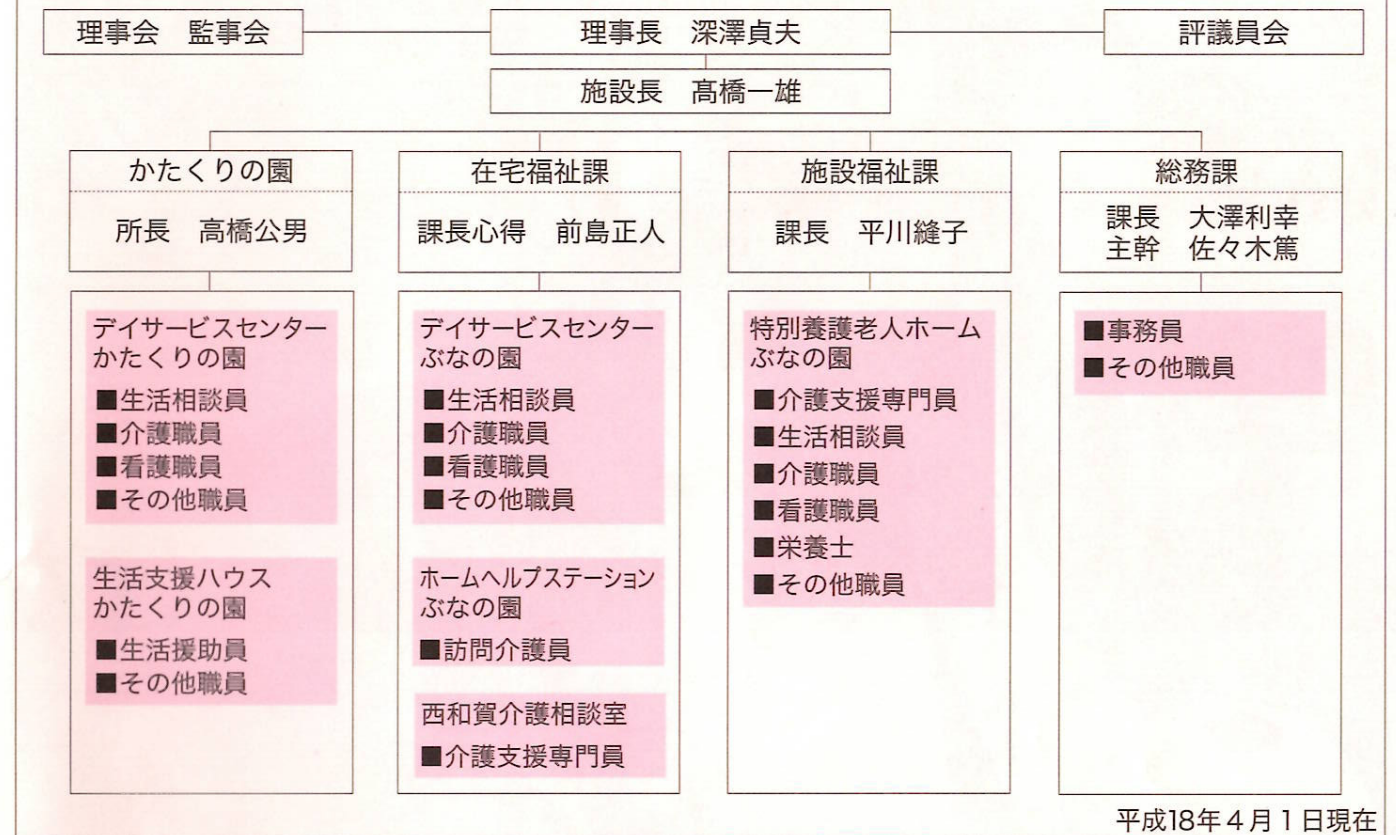 理事会　監事会
理事長　深澤貞夫
評議員会
施設長　髙橋一雄
かたくりの園
所長　高橋公男
デイサービスセンター
かたくりの園
■生活相談員
■介護職員
■看護職員
■その他職員
生活支援ハウス
かたくりの園
■生活援助員
■その他職員
在宅福祉課
課長心得　前島正人
デイサービスセンター
ぶなの園
■生活相談員
■介護職員
■看護職員
■その他職員
ホームヘルプステーション
ぶなの園
■訪問介護員
西和賀介護相談室
■介護支援専門員
施設福祉課
課長　平川縫子
特別養護老人ホーム
ぶなの園
■介護支援専門員
■生活相談員
■介護職員
■看護職員
■栄養士
■その他職員
総務課
課長　大澤利幸
主幹　佐々木篤
■事務員
■その他職員
平成18年４月１日現在